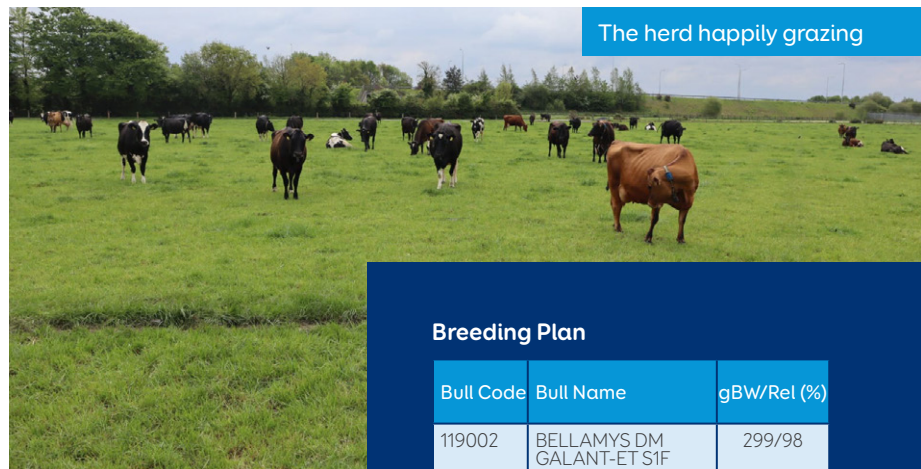 The herd happily grazing
Breeding Plan
Bull Code Bull Name gBW/Rel (%)
119002 BELLAMYS DM 299/98
GALANT-ET S1F